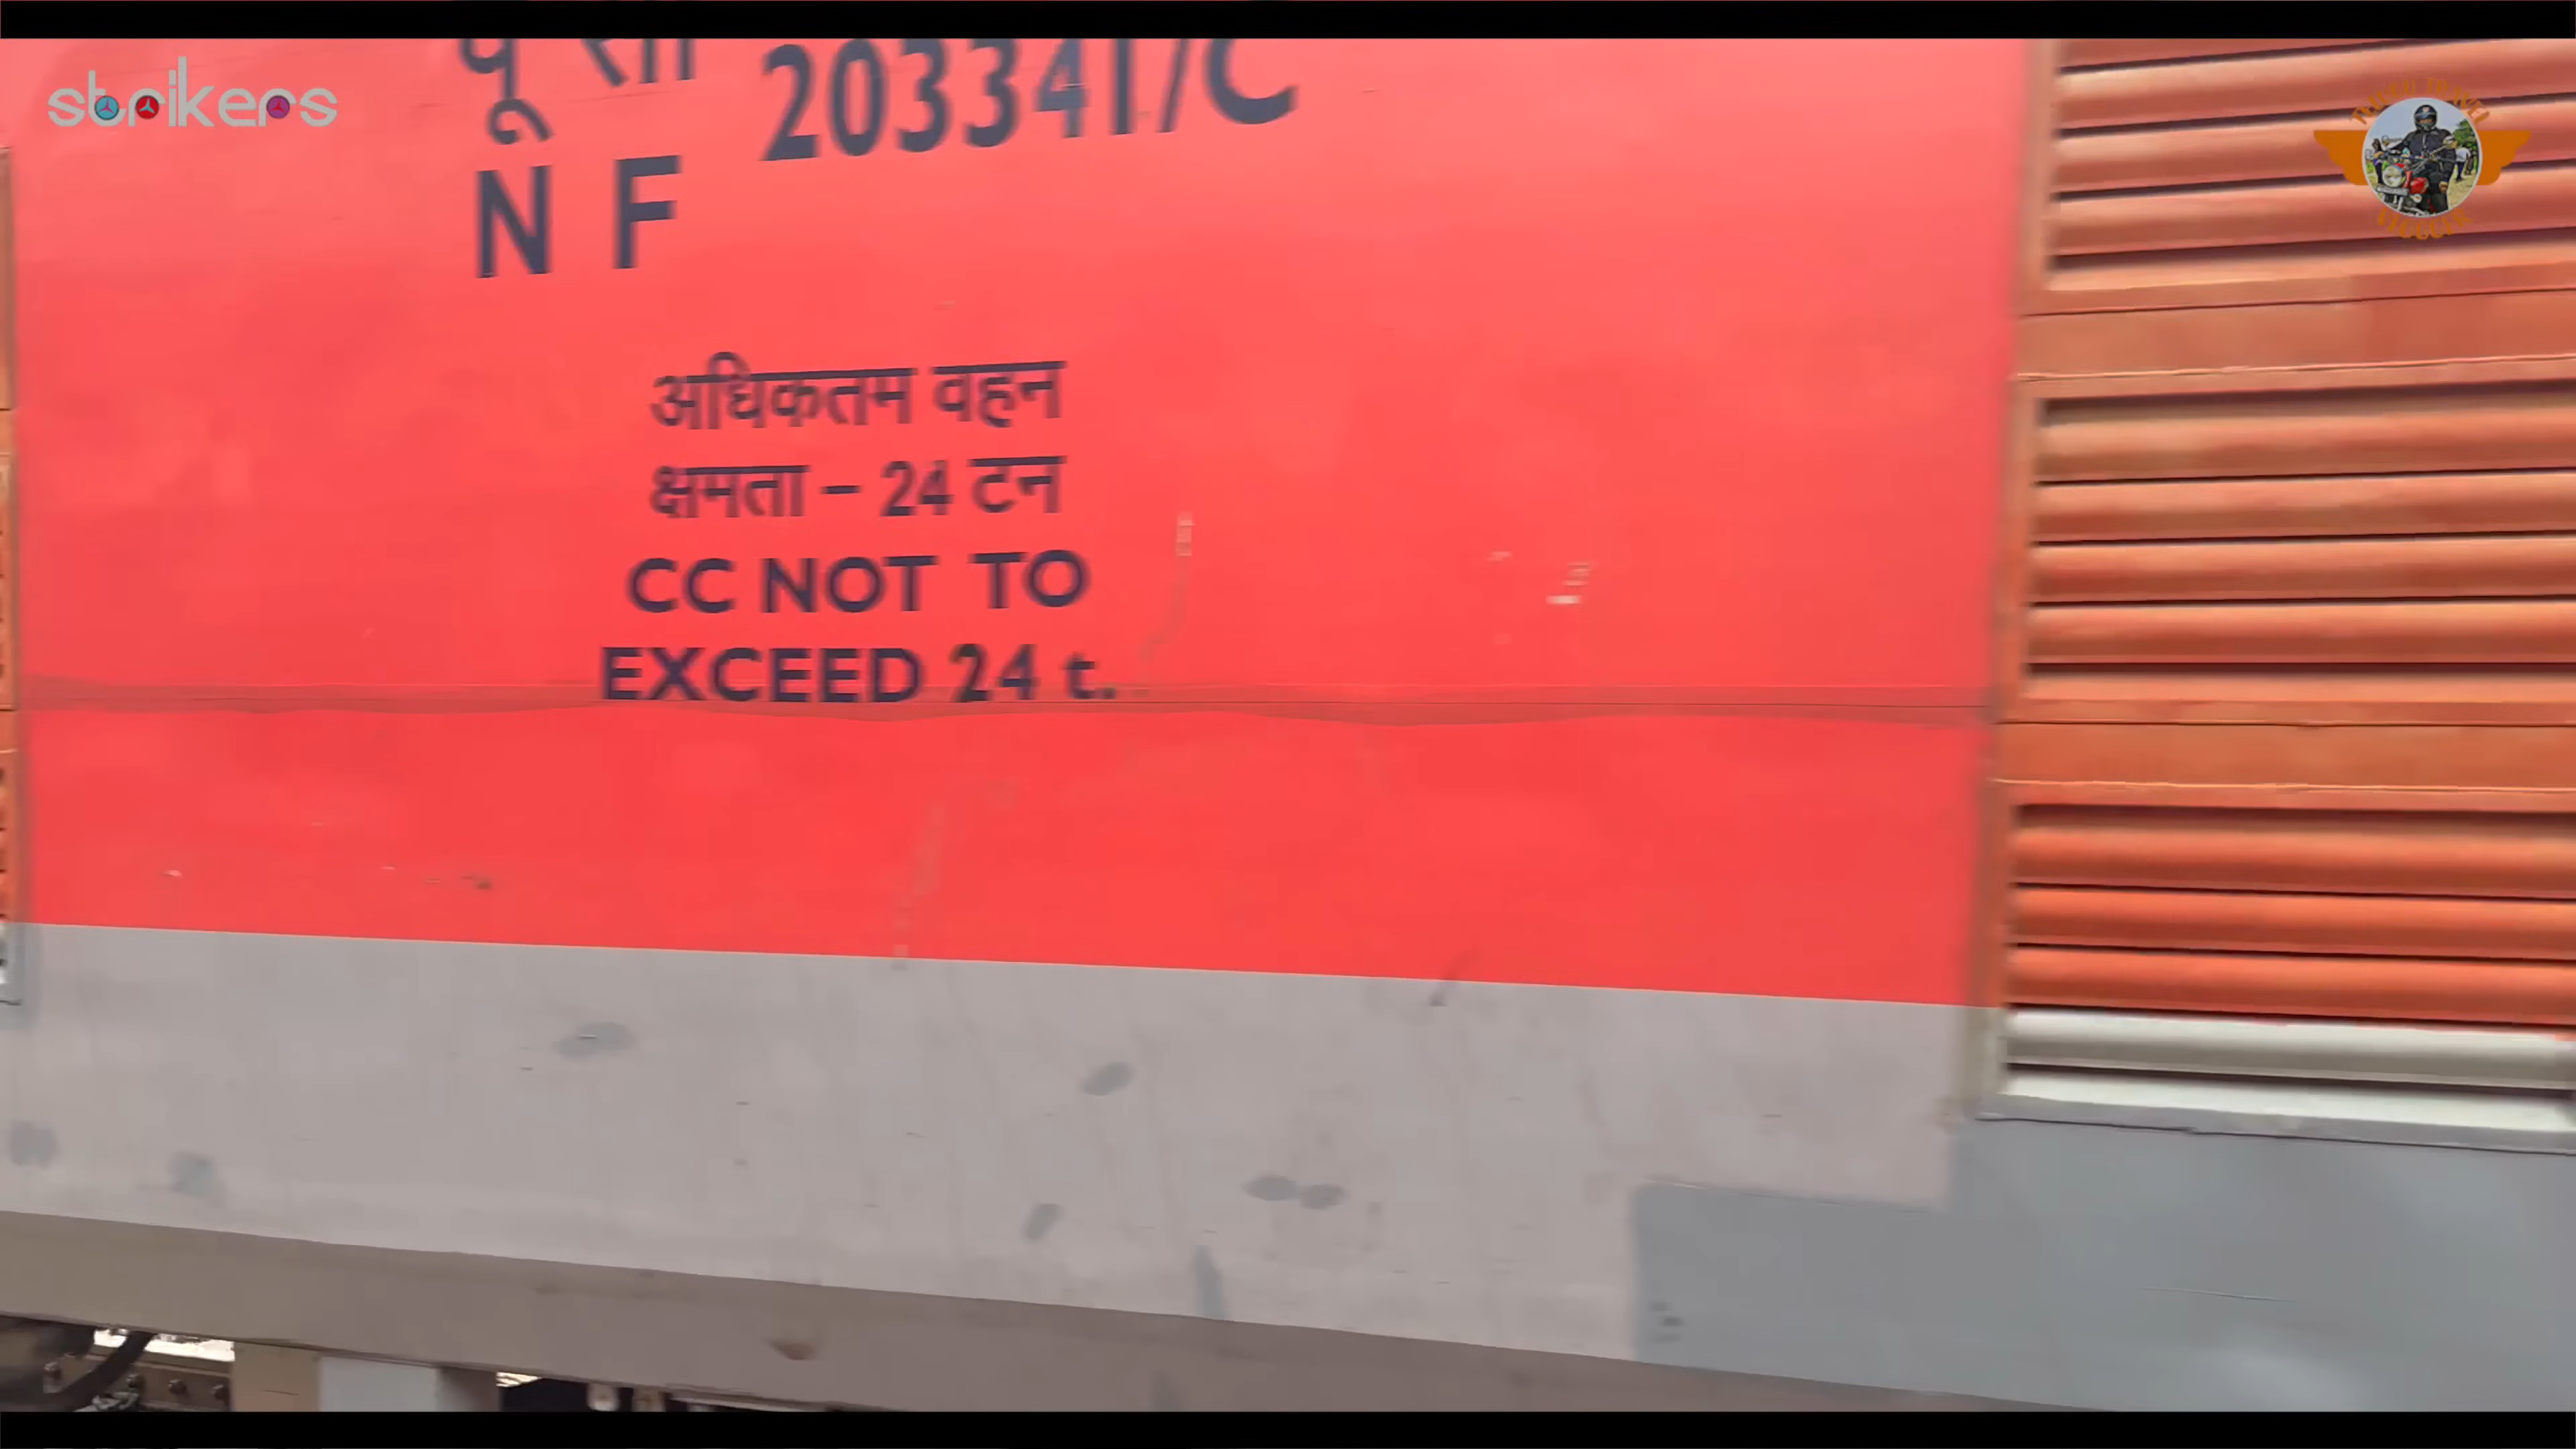 strikers
पू सी 203341/C
N F
अधिकतम वहन
क्षमता – 24 टन
CC NOT TO
EXCEED 24 t.